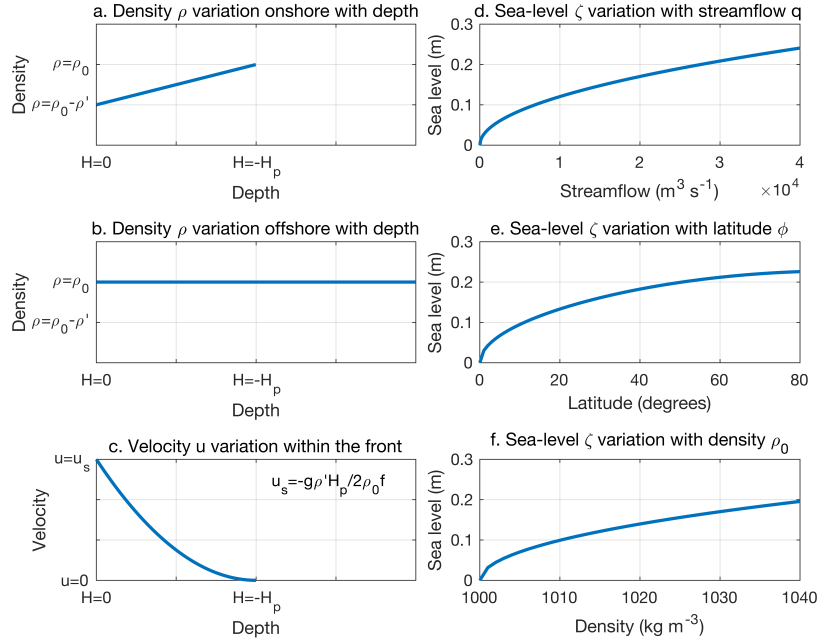 a. Density ρ variation onshore with depth
Density
ρ=ρ0
ρ=ρ0-ρ'
H=0
H=-Hp
Depth
b. Density ρ variation offshore with depth
Density
ρ=ρ0
ρ=ρ0-ρ'
H=0
H=-Hp
Depth
c. Velocity u variation within the front
Velocity
u=us
us=-gρ'Hp/2ρ0f
u=0
H=0
H=-Hp
Depth
d. Sea-level ζ variation with streamflow q
Sea level (m)
0.3
0.2
0.1
0
0 1 2 3 4
Streamflow (m3 s-1)
×104
e. Sea-level ζ variation with latitude ϕ
Sea level (m)
0.3
0.2
0.1
0
0 20 40 60 80
Latitude (degrees)
f. Sea-level ζ variation with density ρ0
Sea level (m)
0.3
0.2
0.1
0
1000 1010 1020 1030 1040
Density (kg m-3)